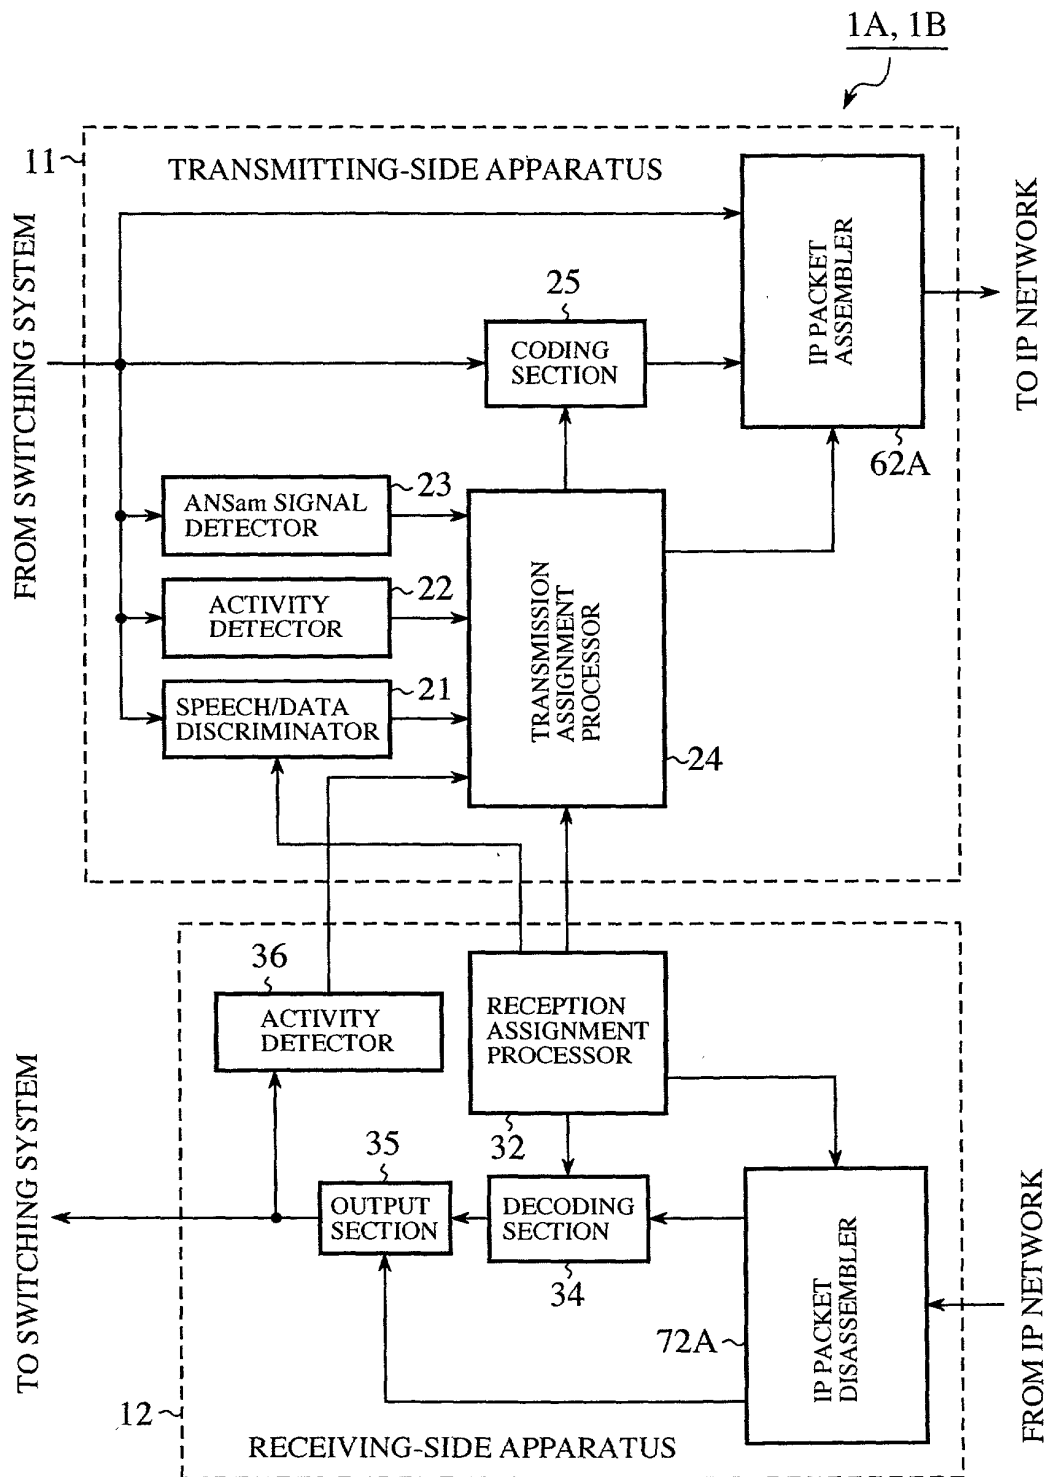 1A, 1B
11
TRANSMITTING-SIDE APPARATUS
FROM SWITCHING SYSTEM
IP PACKET
ASSEMBLER
62A
TO IP NETWORK
25
CODING
SECTION
23
ANSam SIGNAL
DETECTOR
22
ACTIVITY
DETECTOR
21
SPEECH/DATA
DISCRIMINATOR
TRANSMISSION
ASSIGNMENT
PROCESSOR
24
36
ACTIVITY
DETECTOR
RECEPTION
ASSIGNMENT
PROCESSOR
32
TO SWITCHING SYSTEM
35
OUTPUT
SECTION
DECODING
SECTION
34
72A
IP PACKET
DISASSEMBLER
FROM IP NETWORK
12
RECEIVING-SIDE APPARATUS